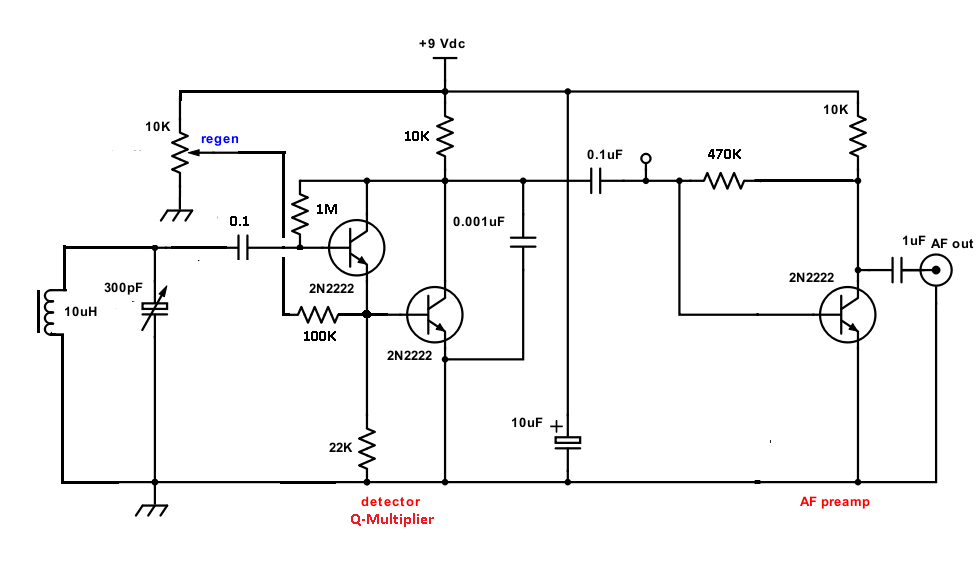 +9 Vdc
10K
regen
10K
10K
0.1uF
470K
0.1
1M
0.001uF
1uF
AF out
300pF
10uH
2N2222
2N2222
100K
2N2222
10uF
+
22K
detector
Q-Multiplier
AF preamp